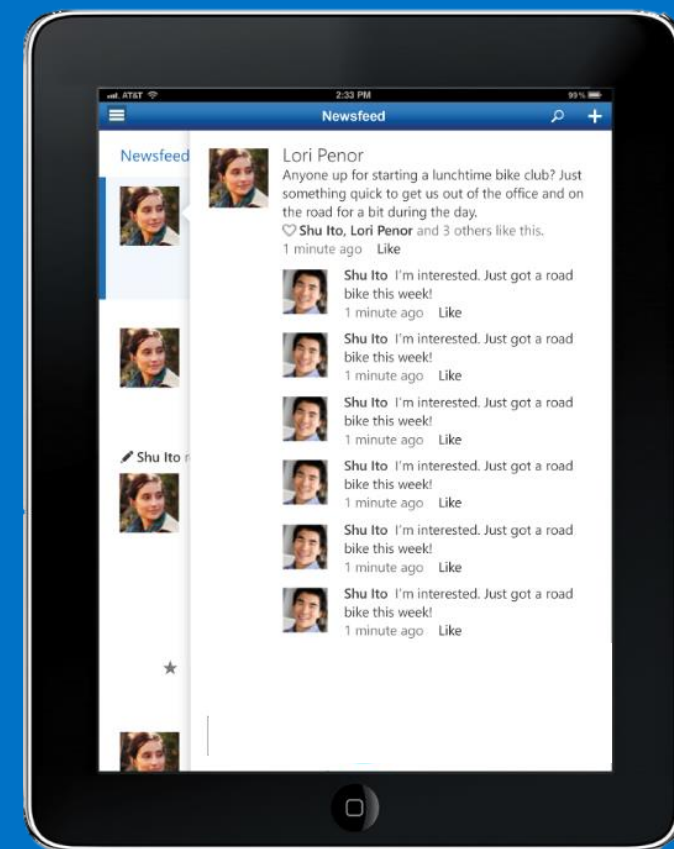 AT&T 2:33 PM 99%
Newsfeed
Newsfeed
Shu Ito r
Lori Penor
Anyone up for starting a lunchtime bike club? Just
something quick to get us out of the office and on
the road for a bit during the day.
Shu Ito, Lori Penor and 3 others like this.
1 minute ago Like
Shu Ito I'm interested. Just got a road
bike this week!
1 minute ago Like
Shu Ito I'm interested. Just got a road
bike this week!
1 minute ago Like
Shu Ito I'm interested. Just got a road
bike this week!
1 minute ago Like
Shu Ito I'm interested. Just got a road
bike this week!
1 minute ago Like
Shu Ito I'm interested. Just got a road
bike this week!
1 minute ago Like
Shu Ito I'm interested. Just got a road
bike this week!
1 minute ago Like